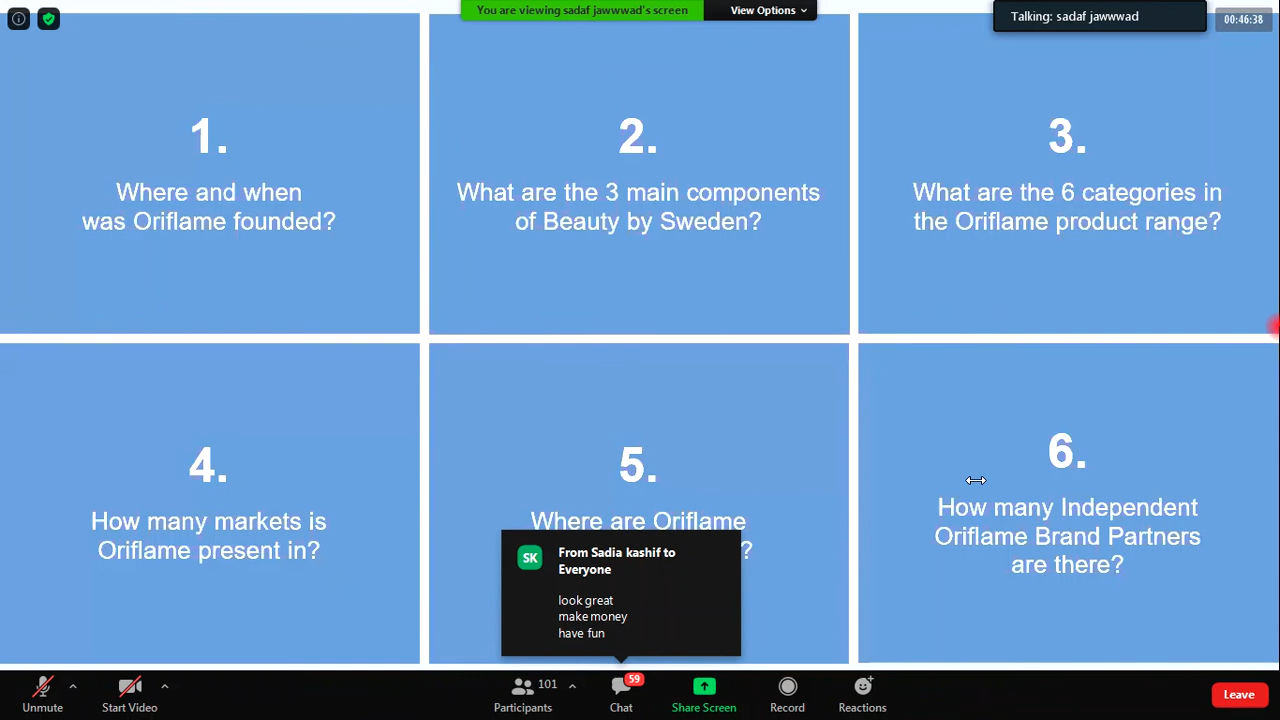 You are viewing sadaf jawwwad's screen
View Options
Talking: sadaf jawwwad
00:46:38
1.
Where and when
was Oriflame founded?
2.
What are the 3 main components
of Beauty by Sweden?
3.
What are the 6 categories in
the Oriflame product range?
4.
How many markets is
Oriflame present in?
5.
Where are Oriflame
?
6.
How many Independent
Oriflame Brand Partners
are there?
SK
From Sadia kashif to
Everyone
look great
make money
have fun
Unmute
Start Video
101
Participants
59
Chat
Share Screen
Record
Reactions
Leave